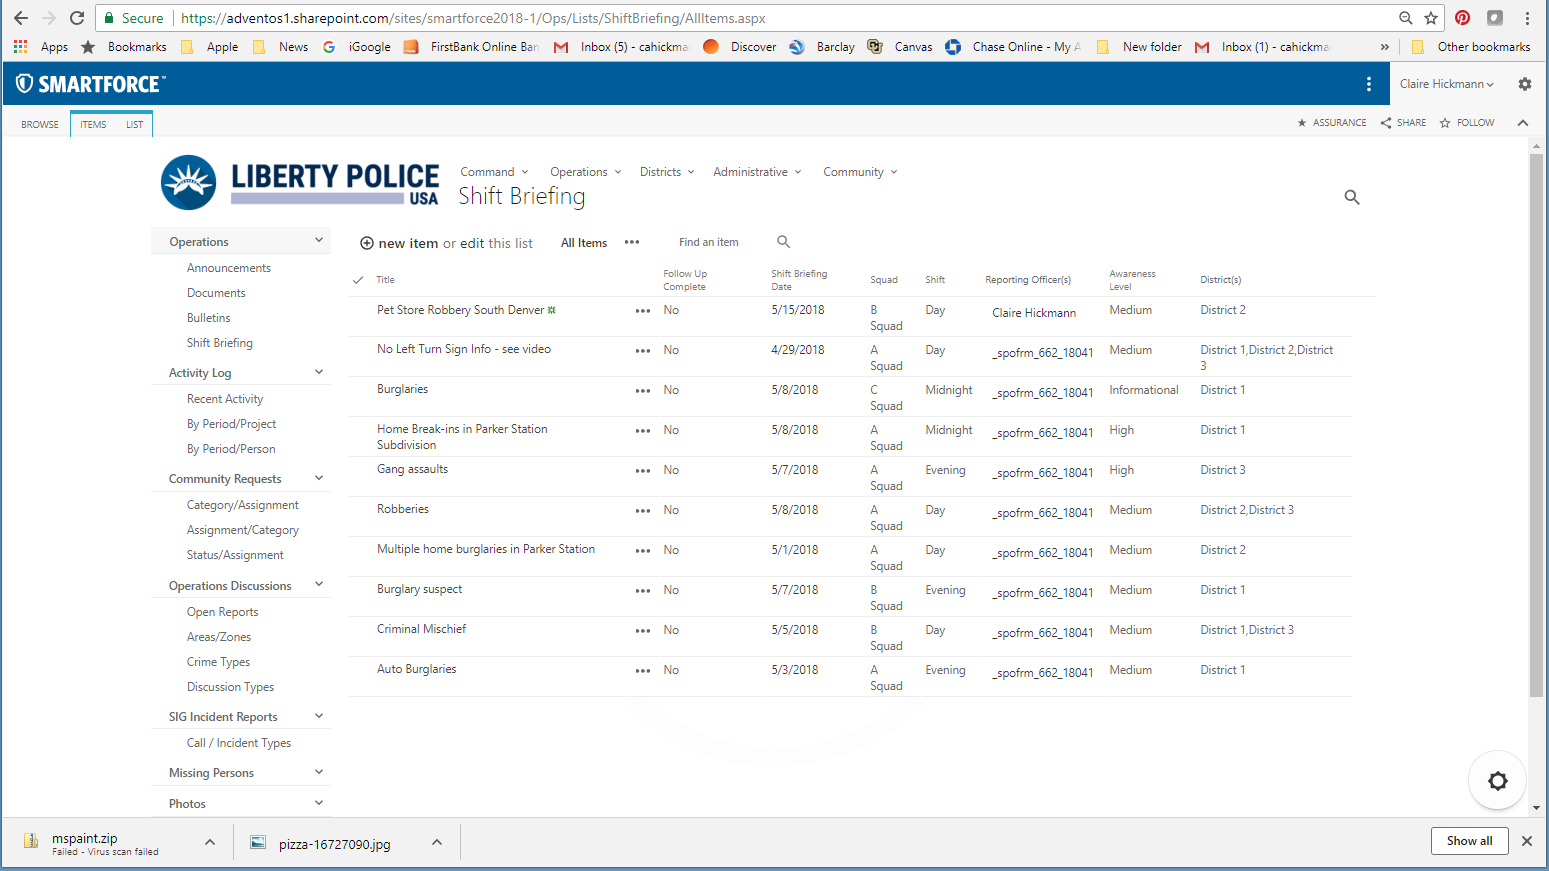 Secure https://adventos1.sharepoint.com/sites/smartforce2018-1/Ops/Lists/ShiftBriefing/AllItems.aspx
Apps Bookmarks Apple News iGoogle FirstBank Online Ban Inbox (5) - cahickma Discover Barclay Canvas Chase Online - My A New folder Inbox (1) - cahickma » Other bookmarks
SMARTFORCE™ Claire Hickmann
BROWSE ITEMS LIST ASSURANCE SHARE FOLLOW
LIBERTY POLICE
USA
Command Operations Districts Administrative Community
Shift Briefing
Operations
Announcements
Documents
Bulletins
Shift Briefing
Activity Log
Recent Activity
By Period/Project
By Period/Person
Community Requests
Category/Assignment
Assignment/Category
Status/Assignment
Operations Discussions
Open Reports
Areas/Zones
Crime Types
Discussion Types
SIG Incident Reports
Call / Incident Types
Missing Persons
Photos
new item or edit this list All Items ••• Find an item
Title Follow Up Complete Shift Briefing Date Squad Shift Reporting Officer(s) Awareness Level District(s)
Pet Store Robbery South Denver ••• No 5/15/2018 B Squad Day Claire Hickmann Medium District 2
No Left Turn Sign Info - see video ••• No 4/29/2018 A Squad Day _spofrm_662_18041 Medium District 1,District 2,District 3
Burglaries ••• No 5/8/2018 C Squad Midnight _spofrm_662_18041 Informational District 1
Home Break-ins in Parker Station Subdivision ••• No 5/8/2018 A Squad Midnight _spofrm_662_18041 High District 1
Gang assaults ••• No 5/7/2018 A Squad Evening _spofrm_662_18041 High District 3
Robberies ••• No 5/8/2018 A Squad Day _spofrm_662_18041 Medium District 2,District 3
Multiple home burglaries in Parker Station ••• No 5/1/2018 A Squad Day _spofrm_662_18041 Medium District 2
Burglary suspect ••• No 5/7/2018 B Squad Evening _spofrm_662_18041 Medium District 1
Criminal Mischief ••• No 5/5/2018 B Squad Day _spofrm_662_18041 Medium District 1,District 3
Auto Burglaries ••• No 5/3/2018 A Squad Evening _spofrm_662_18041 Medium District 1
mspaint.zip
Failed - Virus scan failed
pizza-16727090.jpg
Show all